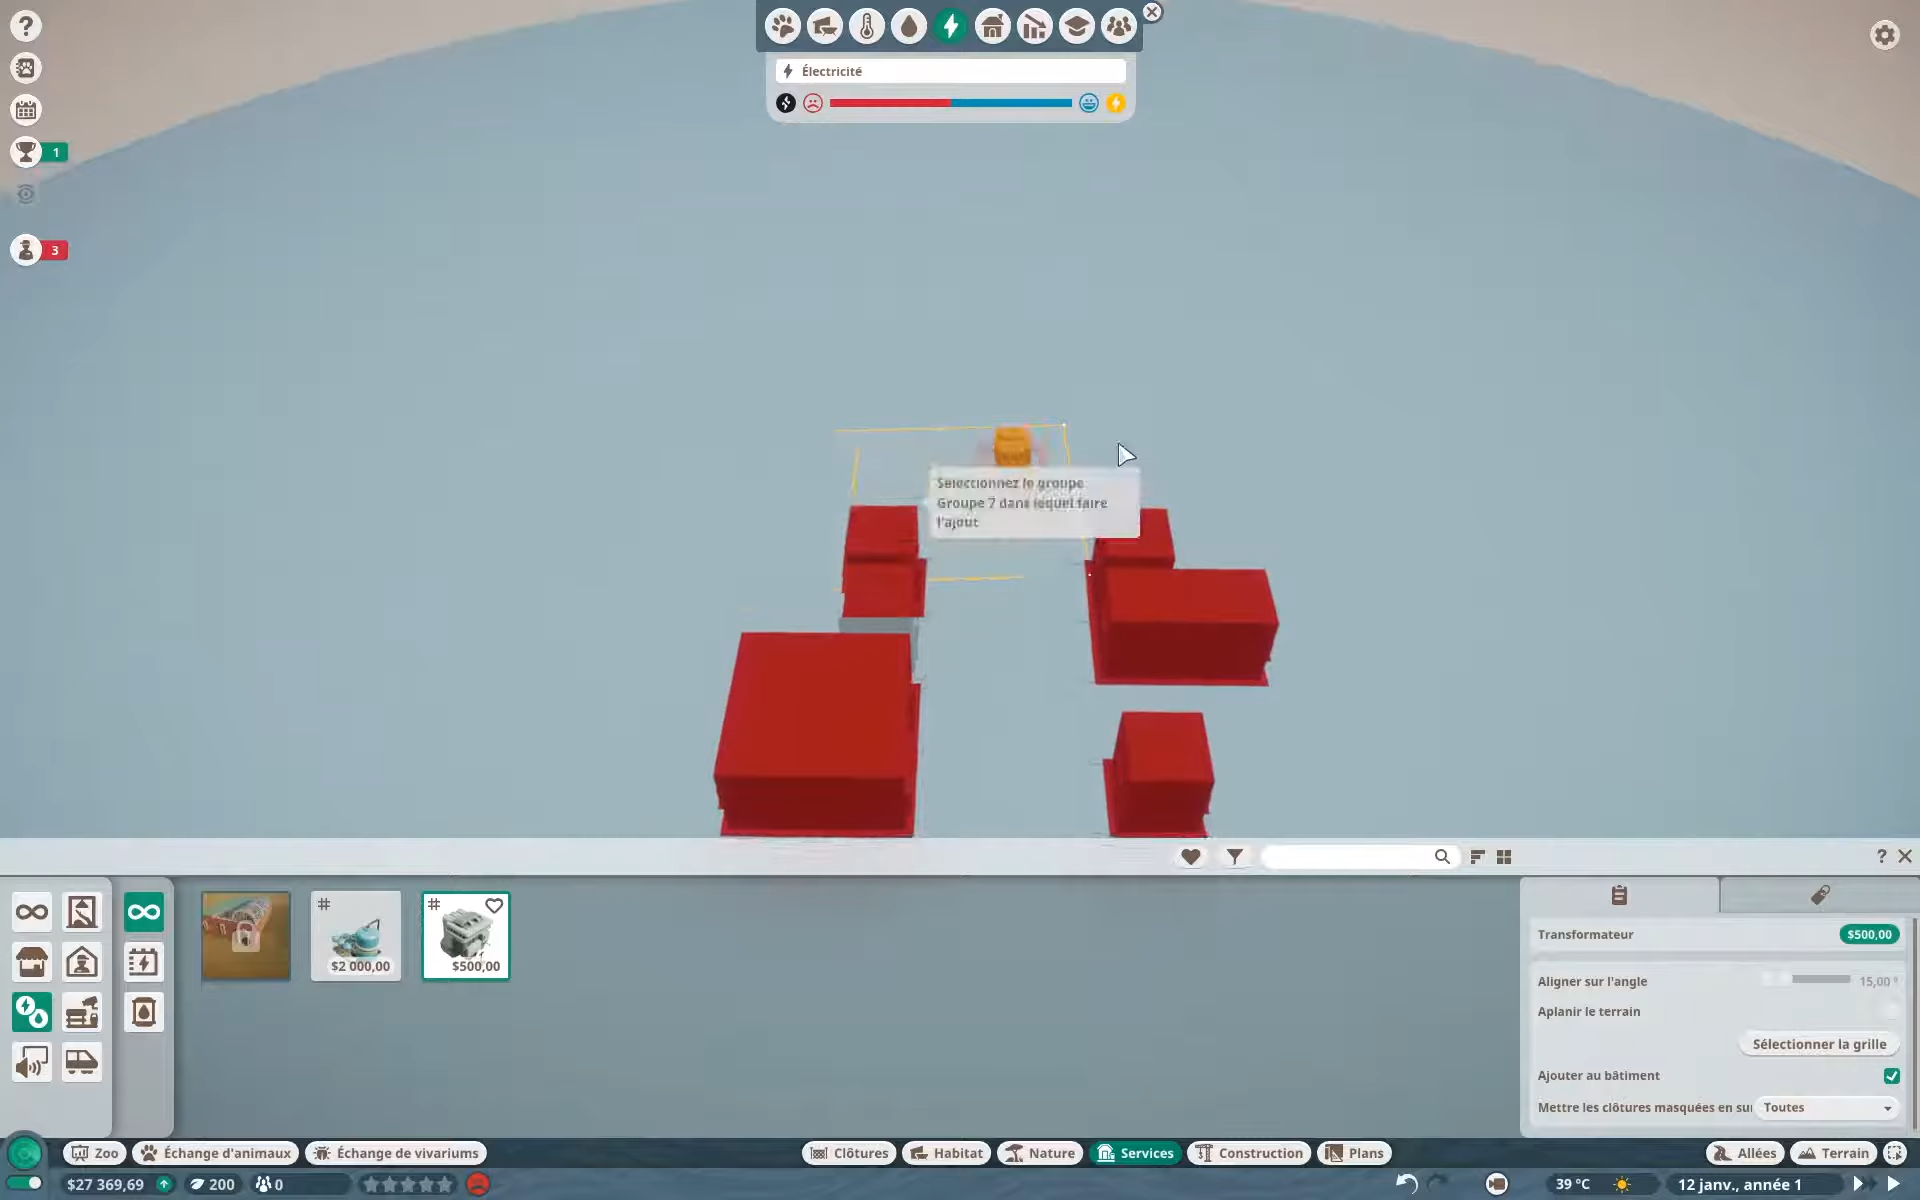 ?
Électricité
1
3
Sélectionnez le groupe
Groupe 7 dans lequel faire
l'ajout
?
#
$2 000,00
#
$500,00
Transformateur
$500,00
Aligner sur l'angle
15,00 °
Aplanir le terrain
Sélectionner la grille
Ajouter au bâtiment
Mettre les clôtures masquées en sur
Toutes
Zoo
Échange d'animaux
Échange de vivariums
Clôtures
Habitat
Nature
Services
Construction
Plans
Allées
Terrain
$27 369,69
200
0
39 °C
12 janv., année 1